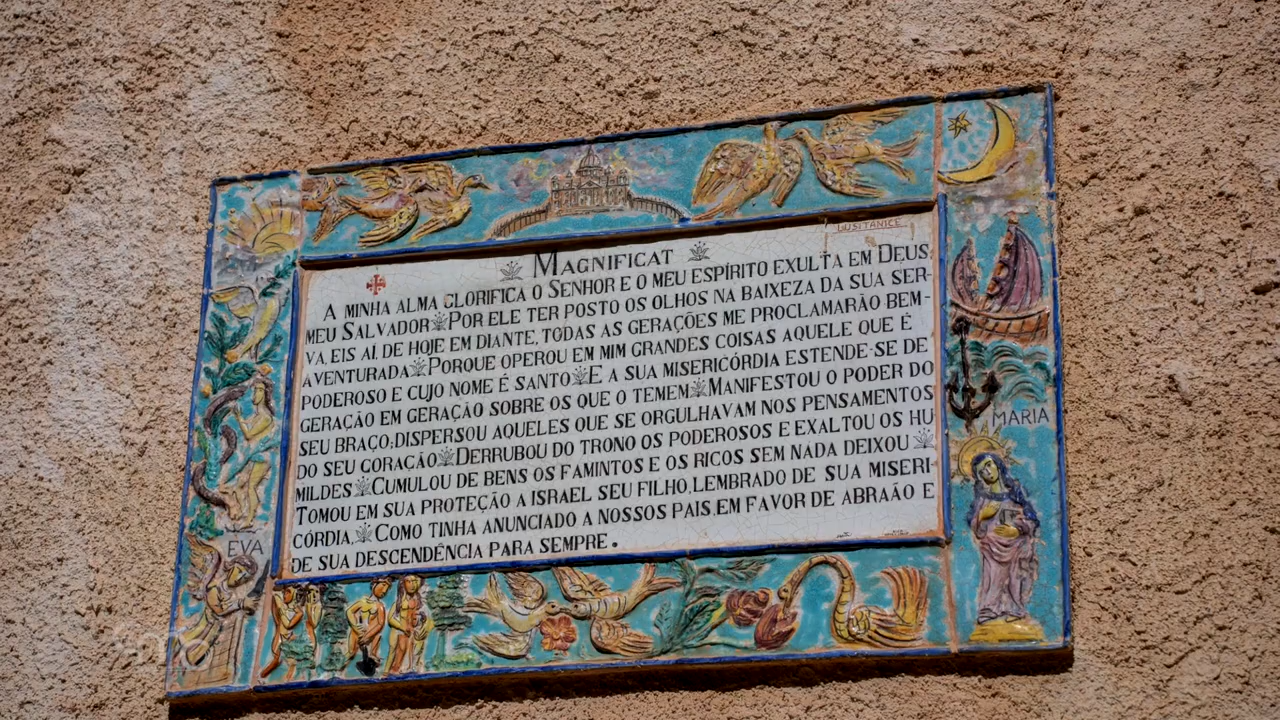 LUSITANICE
MAGNIFICAT
A MINHA ALMA GLORIFICA O SENHOR E O MEU ESPÍRITO EXULTA EM DEUS
MEU SALVADOR POR ELE TER POSTO OS OLHOS NA BAIXEZA DA SUA SER-
VA, EIS AÍ, DE HOJE EM DIANTE, TODAS AS GERAÇÕES ME PROCLAMARÃO BEM-
AVENTURADA PORQUE OPEROU EM MIM GRANDES COISAS AQUELE QUE É
PODEROSO E CUJO NOME É SANTO E A SUA MISERICÓRDIA ESTENDE-SE DE
GERAÇÃO EM GERAÇÃO SOBRE OS QUE O TEMEM MANIFESTOU O PODER DO
SEU BRAÇO; DISPERSOU AQUELES QUE SE ORGULHAVAM NOS PENSAMENTOS
DO SEU CORAÇÃO DERRUBOU DO TRONO OS PODEROSOS E EXALTOU OS HU
MILDES CUMULOU DE BENS OS FAMINTOS E OS RICOS SEM NADA DEIXOU
TOMOU EM SUA PROTEÇÃO A ISRAEL SEU FILHO, LEMBRADO DE SUA MISERI-
CÓRDIA, COMO TINHA ANUNCIADO A NOSSOS PAIS, EM FAVOR DE ABRAÃO E
DE SUA DESCENDÊNCIA PARA SEMPRE.
MARIA
EVA